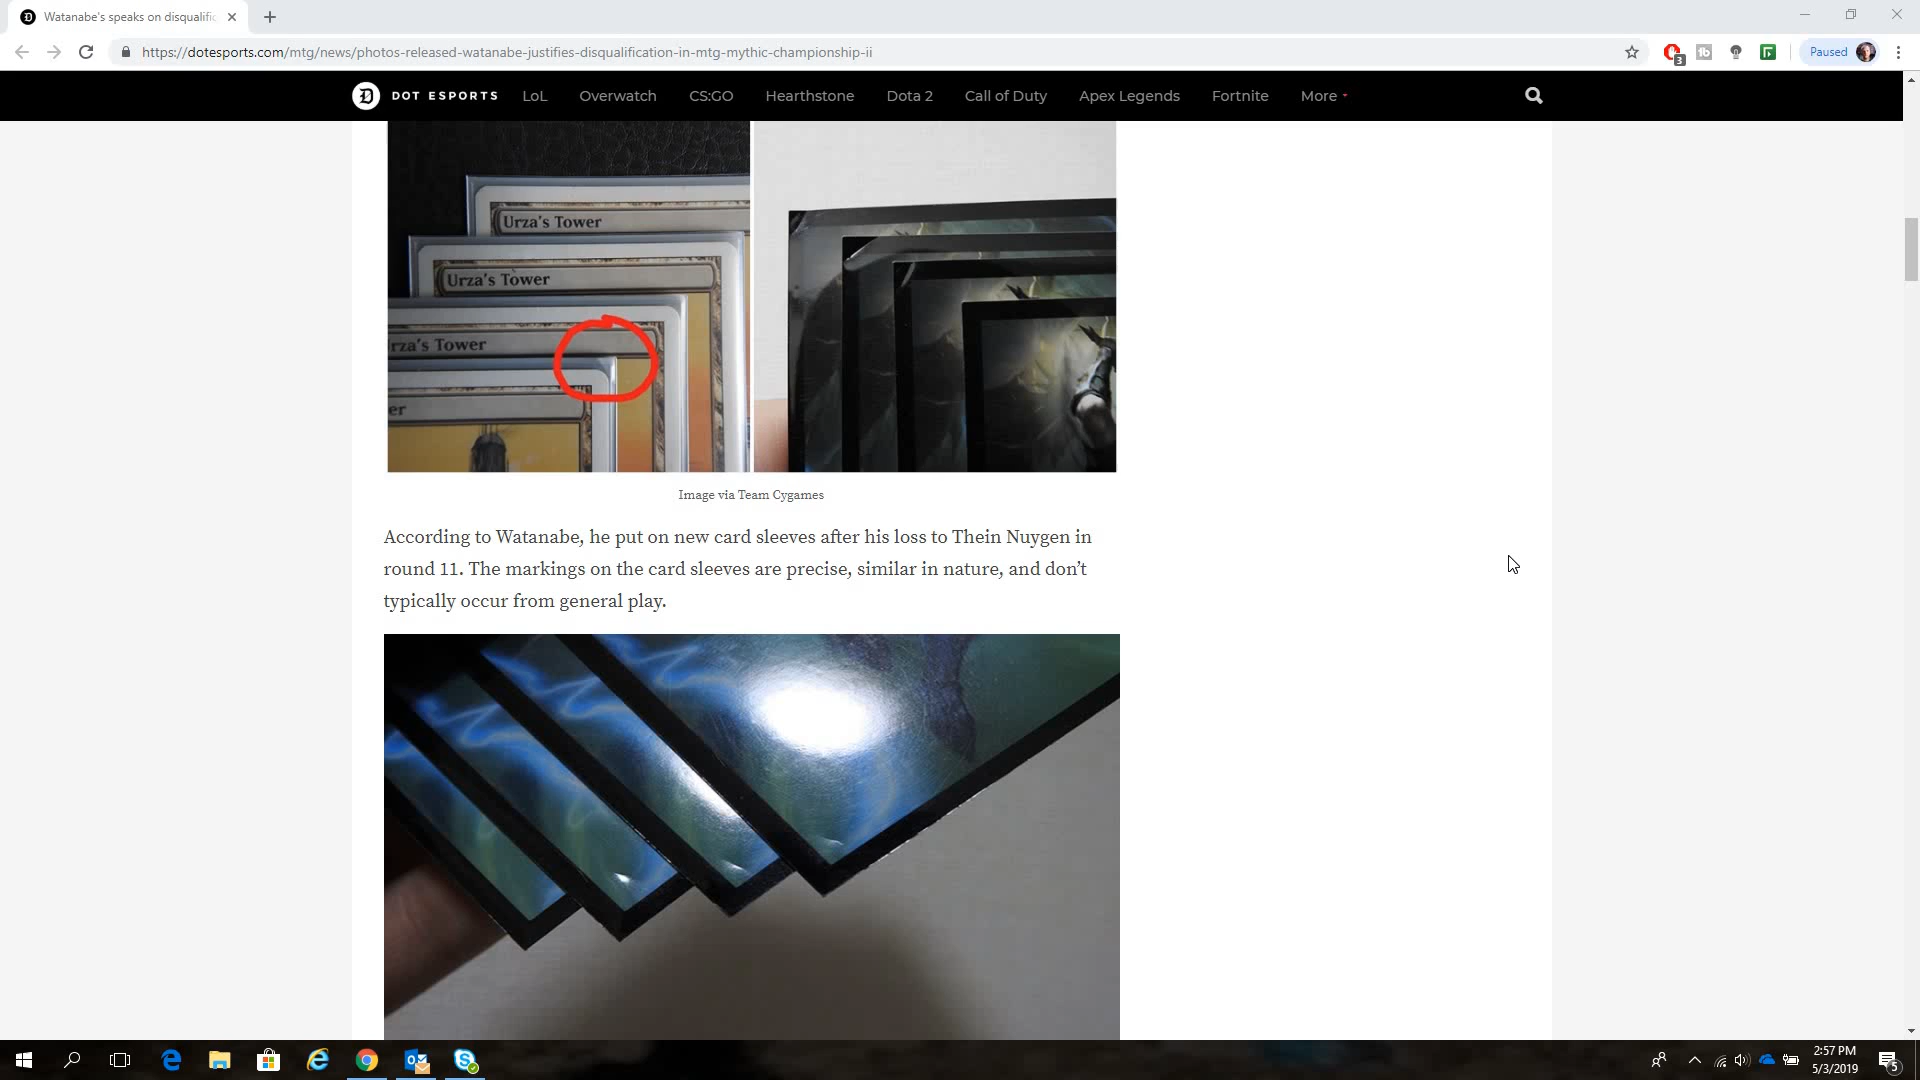 Watanabe's speaks on disqualific
https://dotesports.com/mtg/news/photos-released-watanabe-justifies-disqualification-in-mtg-mythic-championship-ii
3
Paused
DOT ESPORTS
LoL
Overwatch
CS:GO
Hearthstone
Dota 2
Call of Duty
Apex Legends
Fortnite
More
Urza's Tower
Urza's Tower
rza's Tower
er
Image via Team Cygames
According to Watanabe, he put on new card sleeves after his loss to Thein Nuygen in
round 11. The markings on the card sleeves are precise, similar in nature, and don’t
typically occur from general play.
2:57 PM
5/3/2019
5